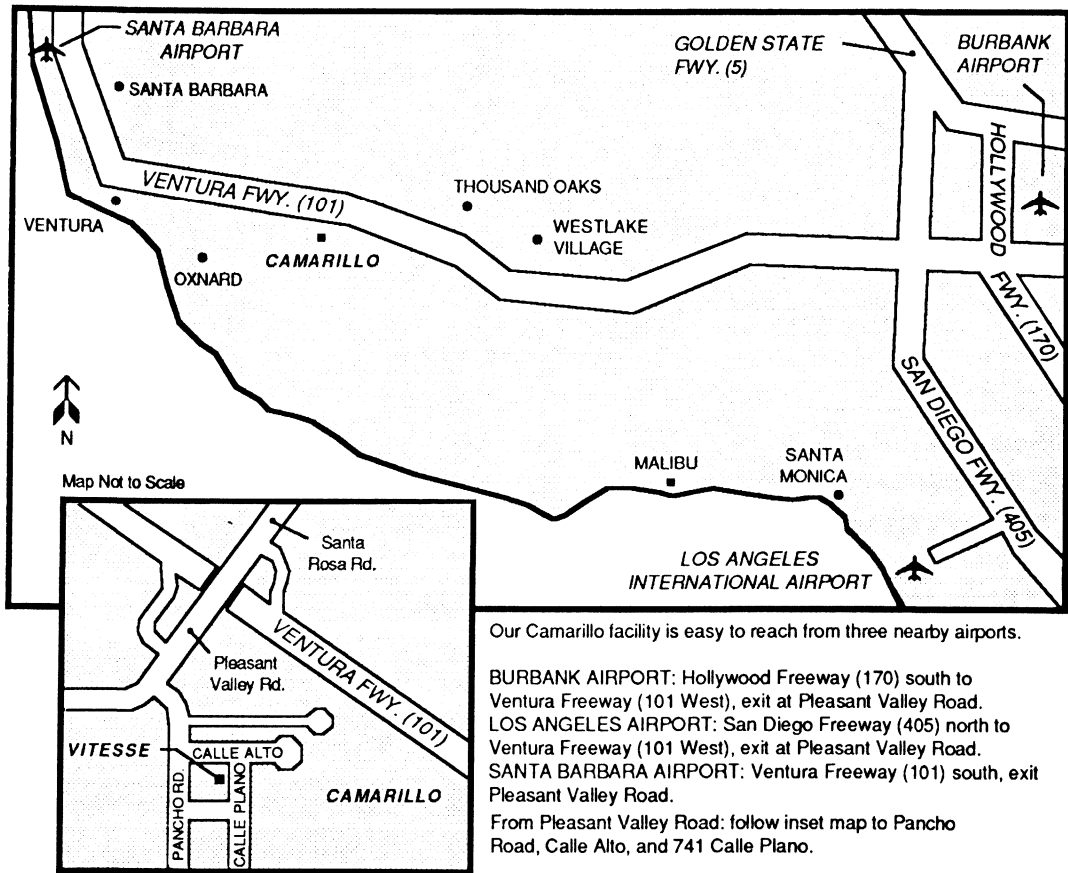 SANTA BARBARA
AIRPORT
SANTA BARBARA
GOLDEN STATE
FWY. (5)
BURBANK
AIRPORT
HOLLYWOOD
FWY. (170)
VENTURA FWY. (101)
THOUSAND OAKS
WESTLAKE
VILLAGE
VENTURA
OXNARD
CAMARILLO
SAN DIEGO FWY. (405)
N
MALIBU
SANTA
MONICA
LOS ANGELES
INTERNATIONAL AIRPORT
Map Not to Scale
Santa
Rosa Rd.
Pleasant
Valley Rd.
VENTURA FWY. (101)
VITESSE
CALLE ALTO
PANCHO RD.
CALLE PLANO
CAMARILLO
Our Camarillo facility is easy to reach from three nearby airports.
BURBANK AIRPORT: Hollywood Freeway (170) south to
Ventura Freeway (101 West), exit at Pleasant Valley Road.
LOS ANGELES AIRPORT: San Diego Freeway (405) north to
Ventura Freeway (101 West), exit at Pleasant Valley Road.
SANTA BARBARA AIRPORT: Ventura Freeway (101) south, exit
Pleasant Valley Road.
From Pleasant Valley Road: follow inset map to Pancho
Road, Calle Alto, and 741 Calle Plano.